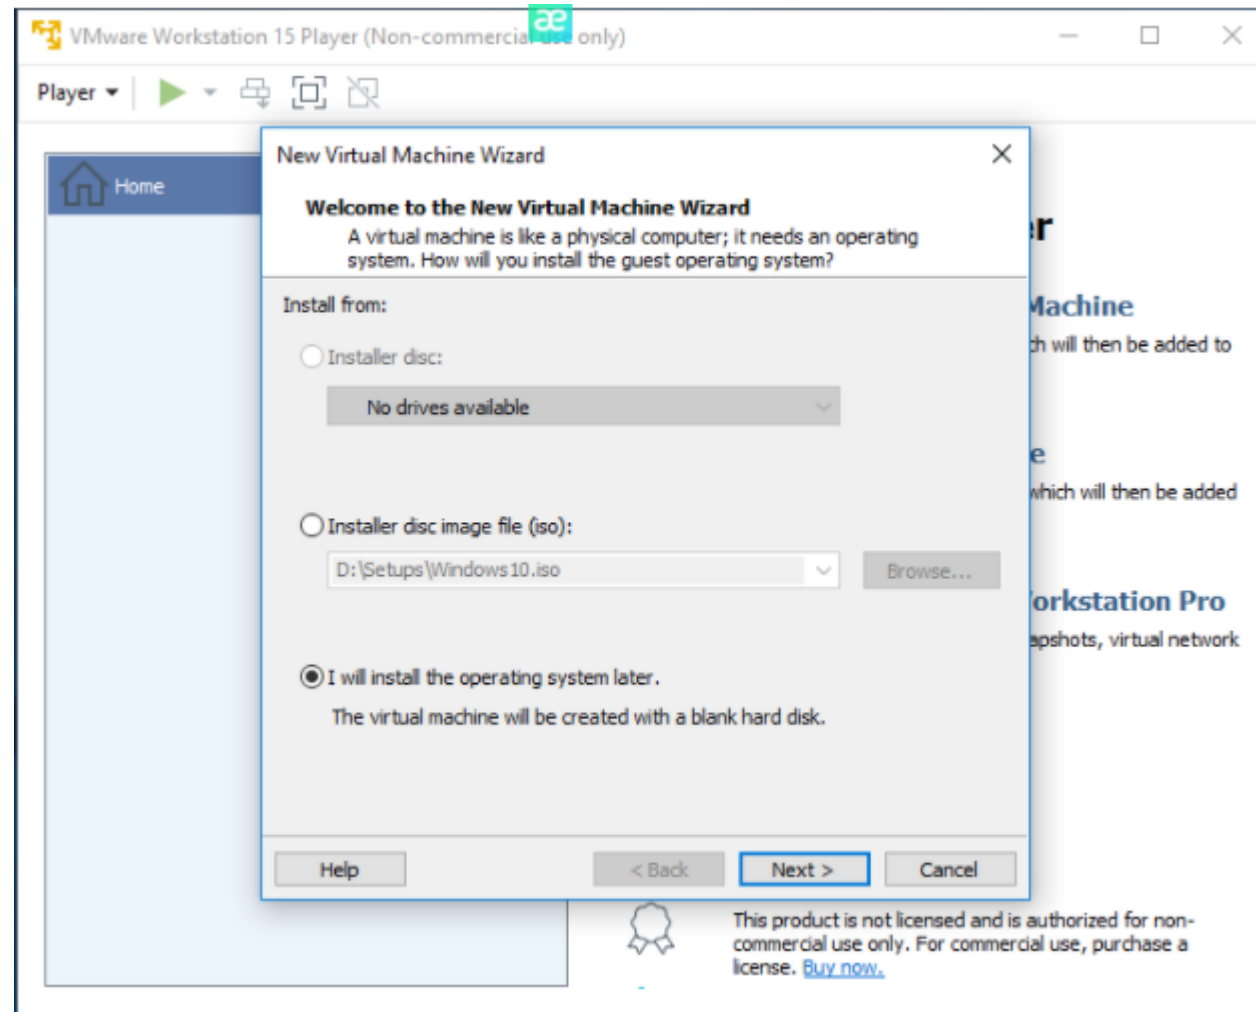 VMware Workstation 15 Player (Non-commercial use only)
æ
Player
Home
New Virtual Machine Wizard
Welcome to the New Virtual Machine Wizard
A virtual machine is like a physical computer; it needs an operating
system. How will you install the guest operating system?
Install from:
Installer disc:
No drives available
Installer disc image file (iso):
D:\Setups\Windows10.iso
Browse...
I will install the operating system later.
The virtual machine will be created with a blank hard disk.
Help
< Back
Next >
Cancel
r
Machine
ch will then be added to
e
which will then be added
orkstation Pro
apshots, virtual network
This product is not licensed and is authorized for non-
commercial use only. For commercial use, purchase a
license. Buy now.